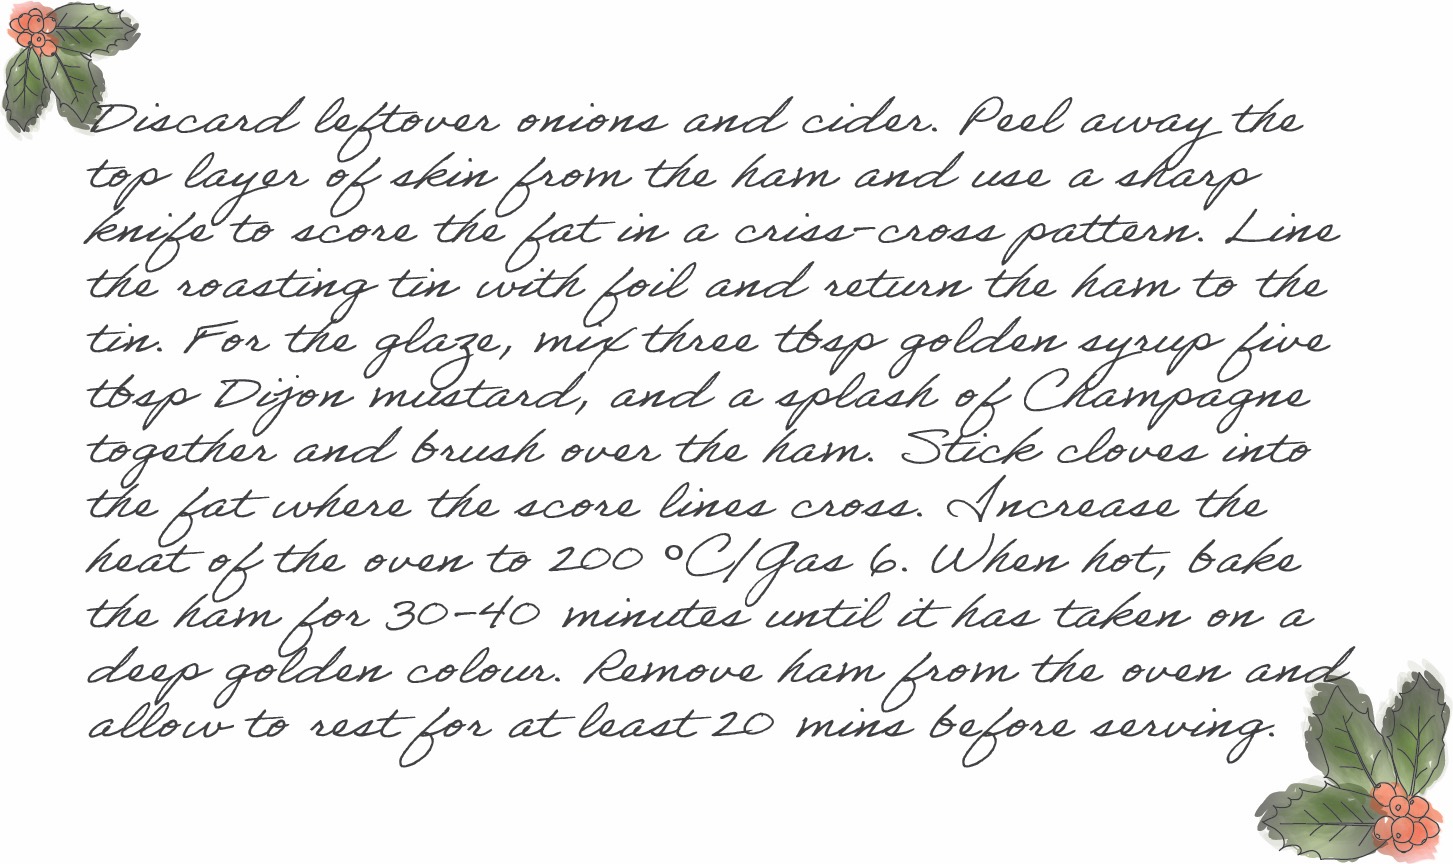 Discard leftover onions and cider. Peel away the
top layer of skin from the ham and use a sharp
knife to score the fat in a criss-cross pattern. Line
the roasting tin with foil and return the ham to the
tin. For the glaze, mix three tbsp golden syrup five
tbsp Dijon mustard, and a splash of Champagne
together and brush over the ham. Stick cloves into
the fat where the score lines cross. Increase the
heat of the oven to 200 °C/Gas 6. When hot, bake
the ham for 30-40 minutes until it has taken on a
deep golden colour. Remove ham from the oven and
allow to rest for at least 20 mins before serving.